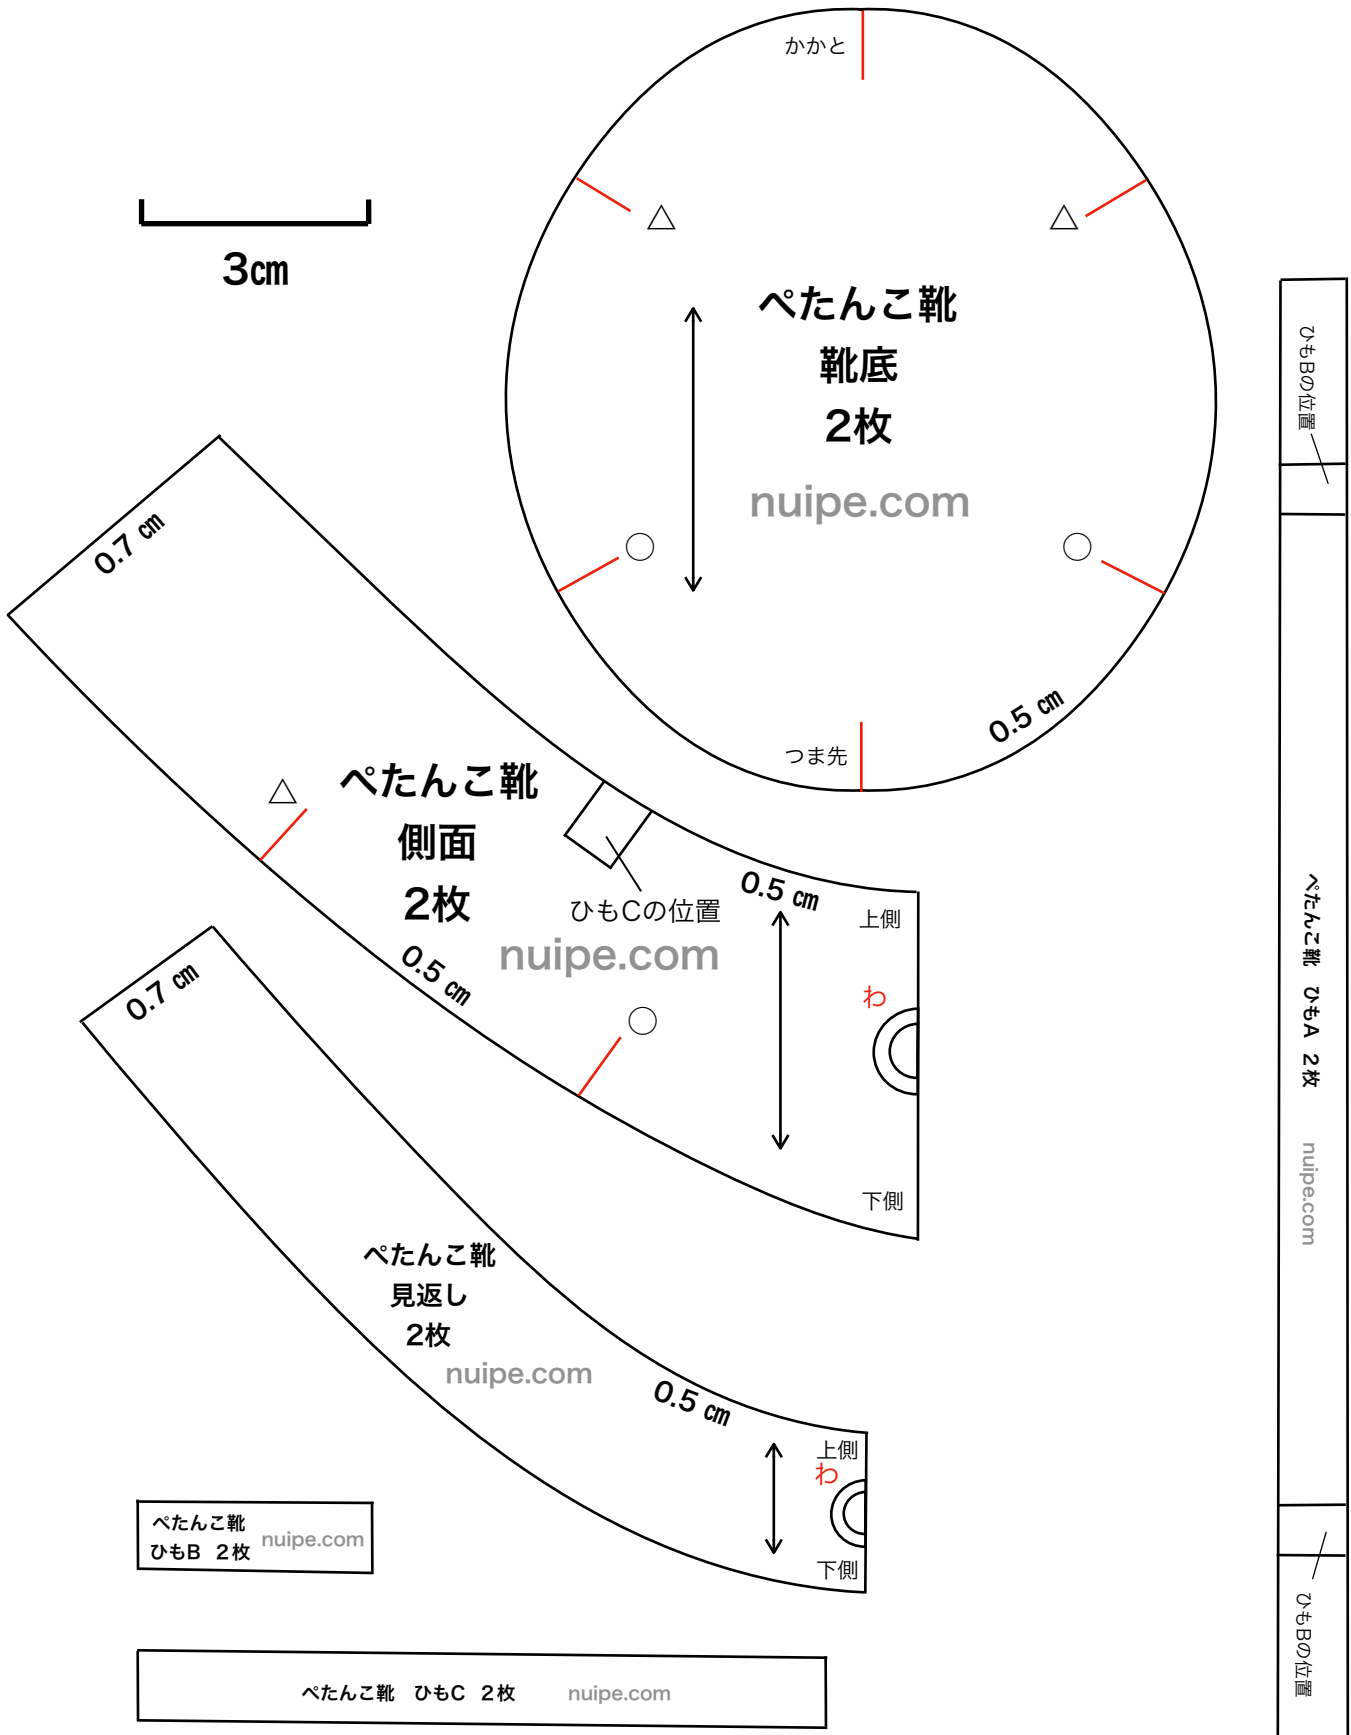 かかと
△
△
3cm
ぺたんこ靴
靴底
2枚
nuipe.com
○
○
つま先
0.5 cm
0.7 cm
△
ぺたんこ靴
側面
2枚
nuipe.com
ひもCの位置
0.5 cm
0.5 cm
○
上側
わ
下側
0.7 cm
ぺたんこ靴
見返し
2枚
nuipe.com
0.5 cm
上側
わ
下側
ぺたんこ靴
ひもB 2枚
nuipe.com
ぺたんこ靴 ひもC 2枚 nuipe.com
ひもBの位置
ぺたんこ靴 ひもA 2枚 nuipe.com
ひもBの位置